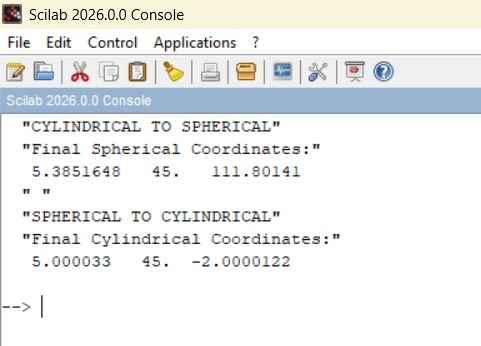 Scilab 2026.0.0 Console
File Edit Control Applications ?
Scilab 2026.0.0 Console
"CYLINDRICAL TO SPHERICAL"
"Final Spherical Coordinates:"
5.3851648 45. 111.80141
" "
"SPHERICAL TO CYLINDRICAL"
"Final Cylindrical Coordinates:"
5.000033 45. -2.0000122
-->